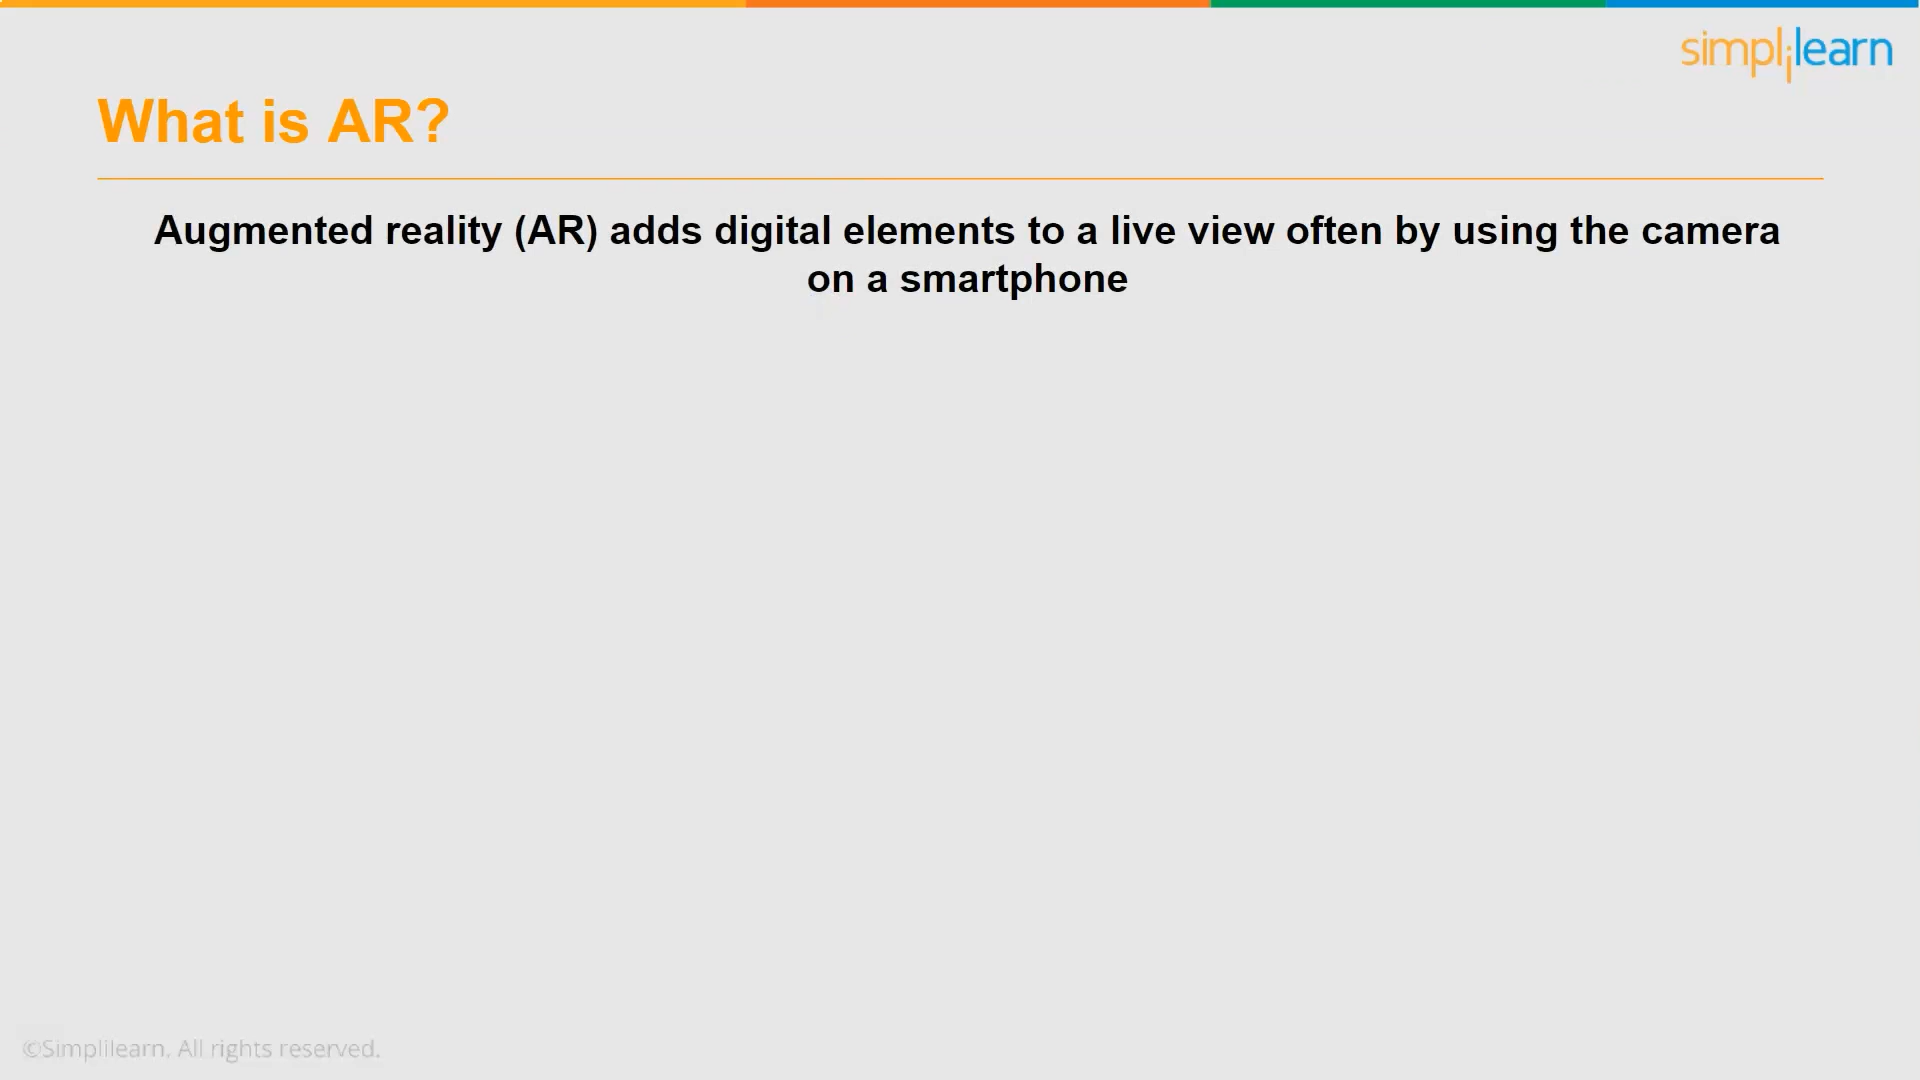 simplilearn
What is AR?
Augmented reality (AR) adds digital elements to a live view often by using the camera
on a smartphone
©Simplilearn, All rights reserved.